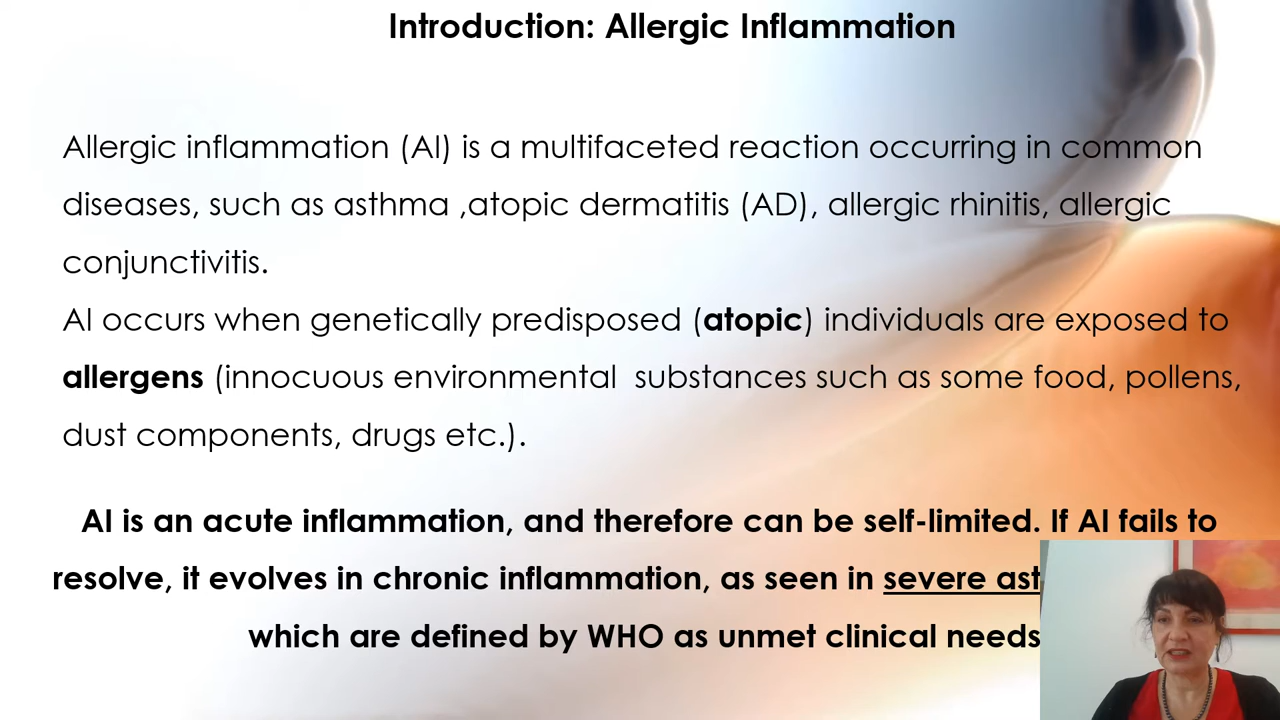 Introduction: Allergic Inflammation
Allergic inflammation (AI) is a multifaceted reaction occurring in common
diseases, such as asthma ,atopic dermatitis (AD), allergic rhinitis, allergic
conjunctivitis.
AI occurs when genetically predisposed (atopic) individuals are exposed to
allergens (innocuous environmental  substances such as some food, pollens,
dust components, drugs etc.).
AI is an acute inflammation, and therefore can be self-limited. If AI fails to
resolve, it evolves in chronic inflammation, as seen in severe
which are defined by WHO as unmet clinical needs